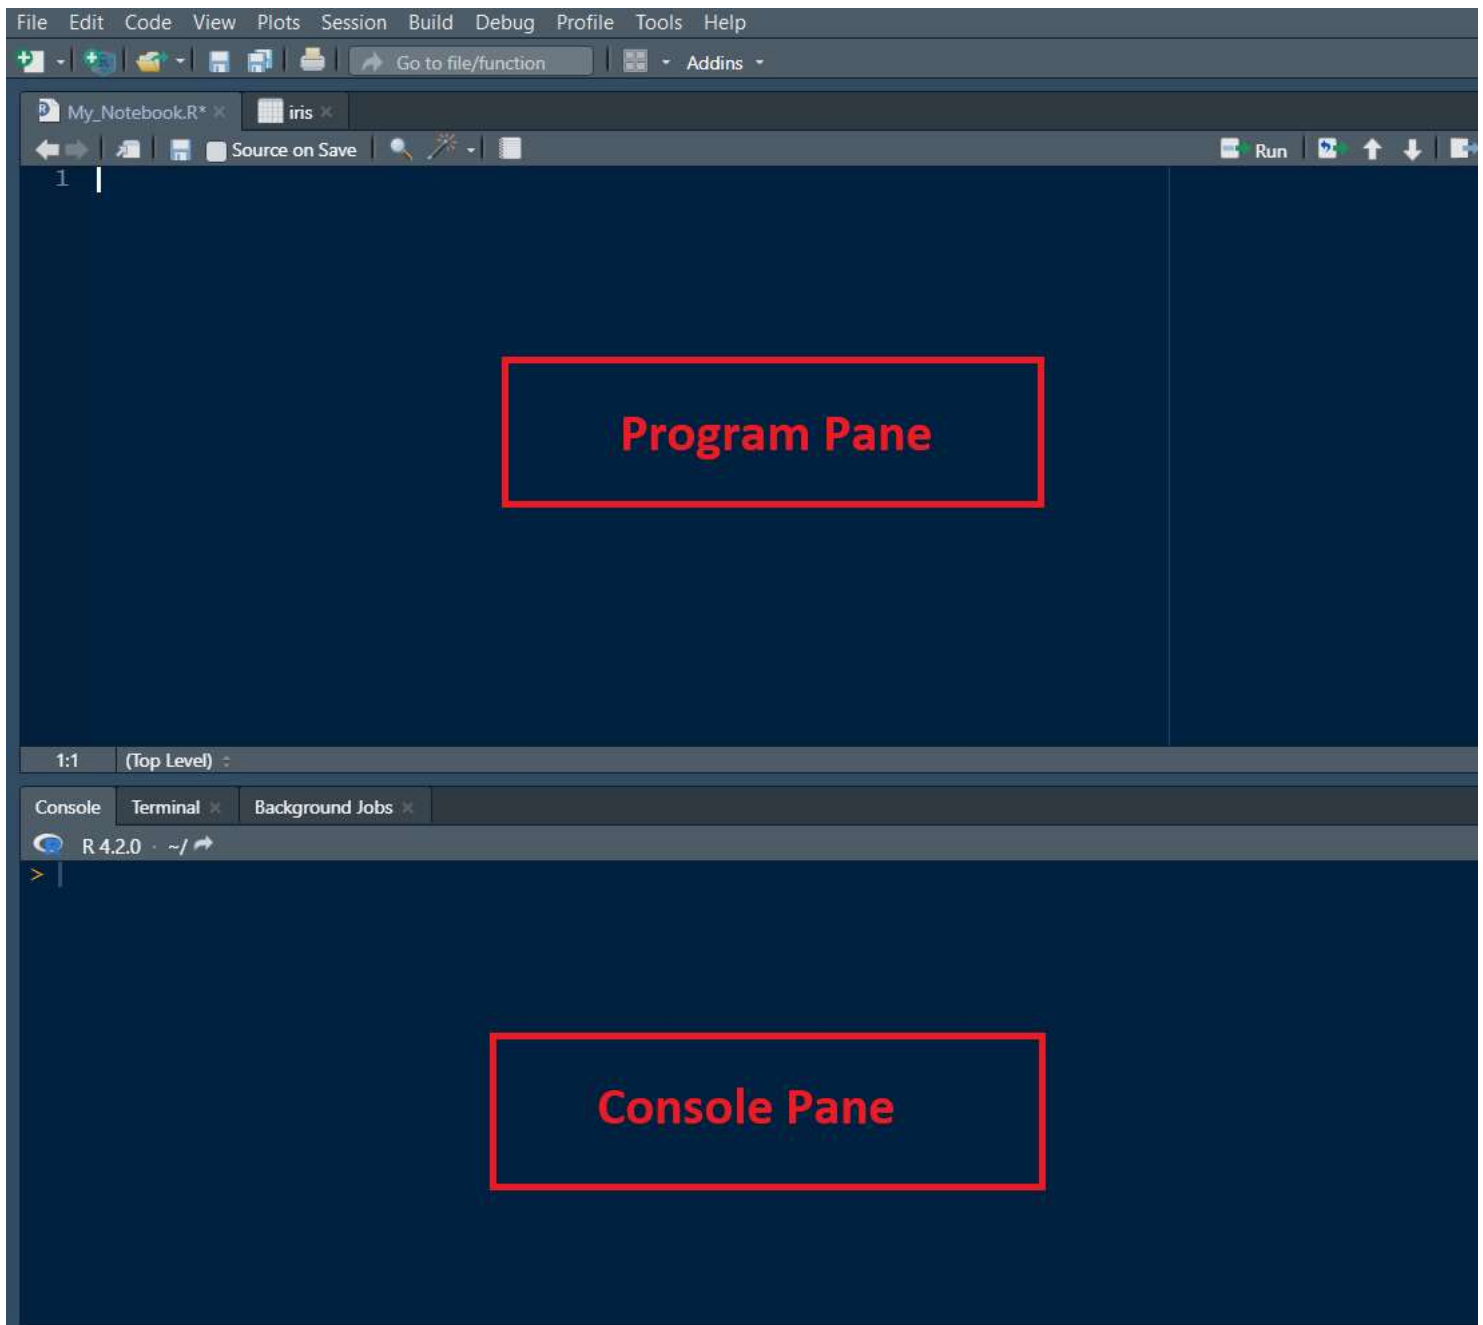 File Edit Code View Plots Session Build Debug Profile Tools Help
Go to file/function Addins
My_Notebook.R* iris
Source on Save Run
1
Program Pane
1:1 (Top Level)
Console Terminal Background Jobs
R 4.2.0 · ~/
>
Console Pane